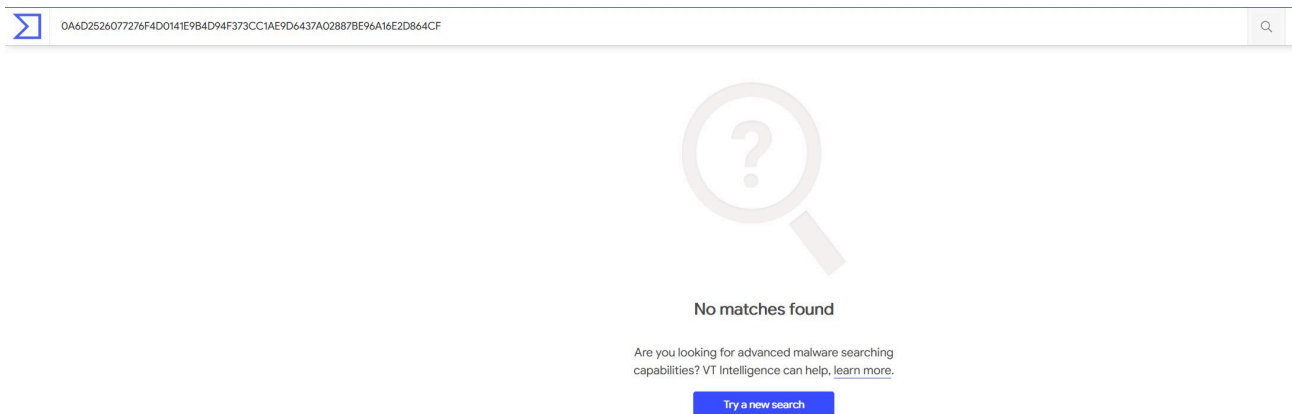 0A6D2526077276F4D0141E9B4D94F373CC1AE9D6437A02887BE96A16E2D864CF
?
No matches found
Are you looking for advanced malware searching
capabilities? VT Intelligence can help, learn more.
Try a new search